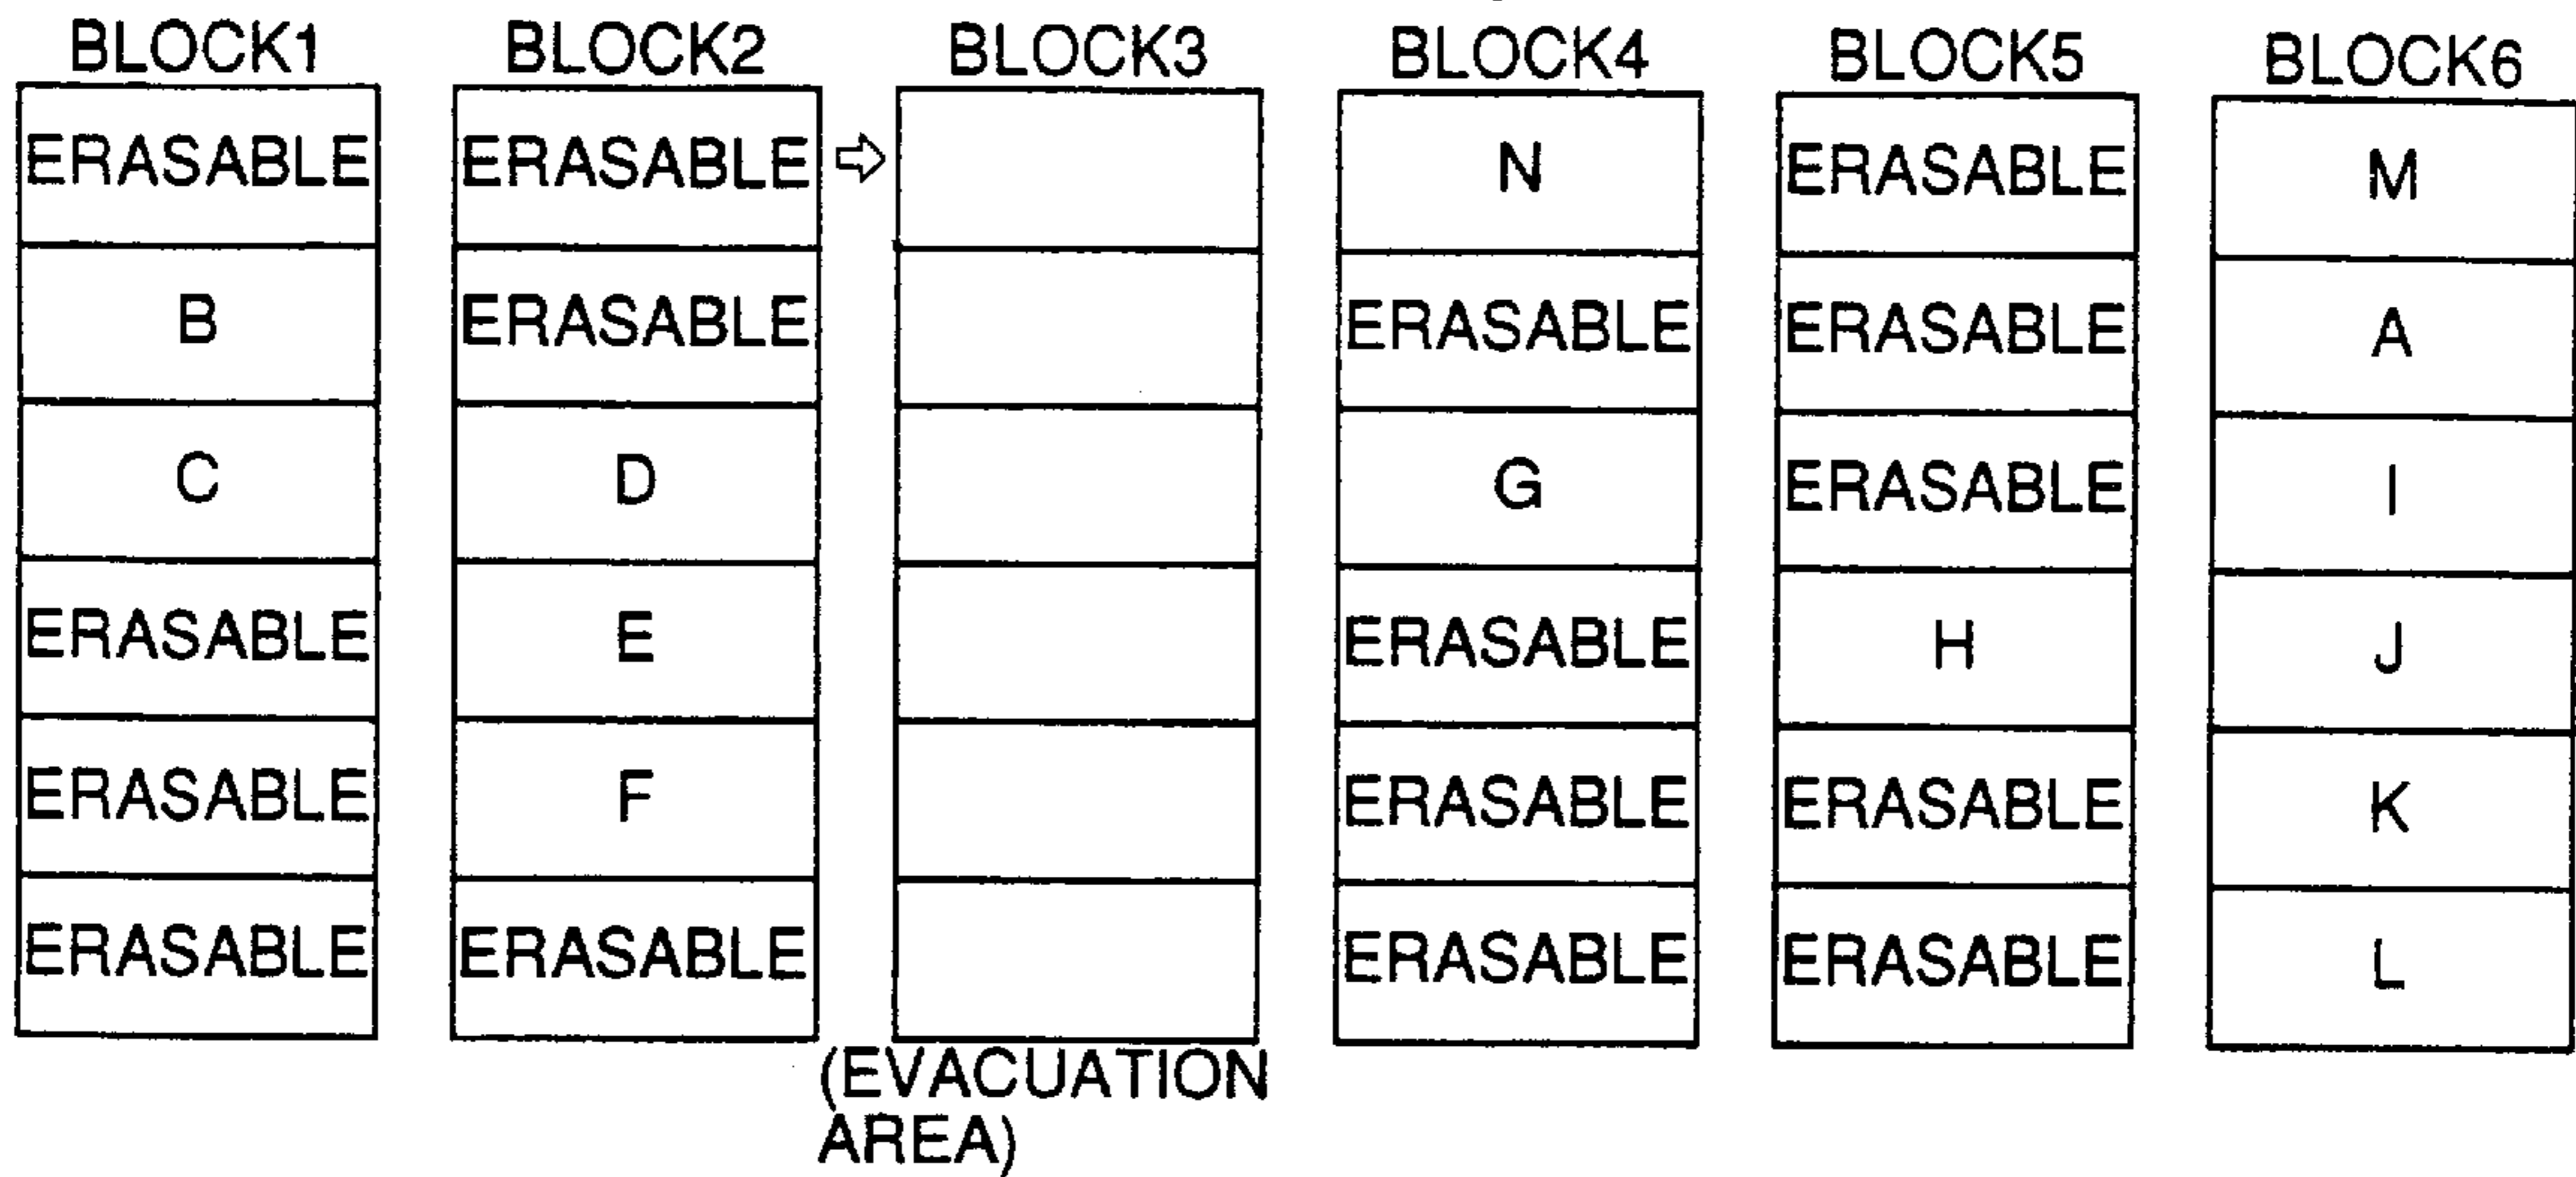 BLOCK1 BLOCK2 BLOCK3 BLOCK4 BLOCK5 BLOCK6
ERASABLE ERASABLE N ERASABLE M
B ERASABLE ERASABLE ERASABLE A
C D G ERASABLE I
ERASABLE E ERASABLE H J
ERASABLE F ERASABLE ERASABLE K
ERASABLE ERASABLE ERASABLE ERASABLE L
(EVACUATION
AREA)